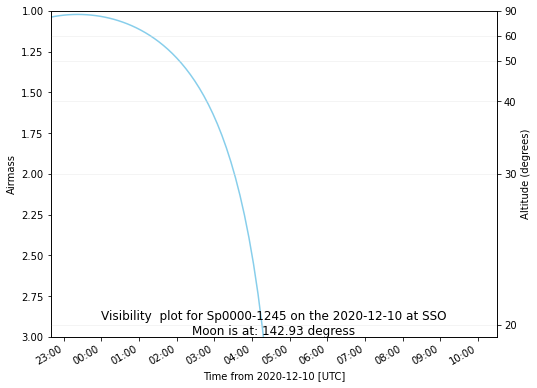 1.00
1.25
1.50
1.75
2.00
2.25
2.50
2.75
3.00
Airmass
90
60
50
40
30
20
Altitude (degrees)
Visibility  plot for Sp0000-1245 on the 2020-12-10 at SSO
Moon is at: 142.93 degress
23:00 00:00 01:00 02:00 03:00 04:00 05:00 06:00 07:00 08:00 09:00 10:00
Time from 2020-12-10 [UTC]